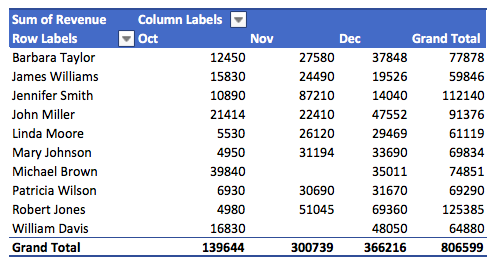 Sum of Revenue Column Labels
Row Labels Oct Nov Dec Grand Total
Barbara Taylor 12450 27580 37848 77878
James Williams 15830 24490 19526 59846
Jennifer Smith 10890 87210 14040 112140
John Miller 21414 22410 47552 91376
Linda Moore 5530 26120 29469 61119
Mary Johnson 4950 31194 33690 69834
Michael Brown 39840 35011 74851
Patricia Wilson 6930 30690 31670 69290
Robert Jones 4980 51045 69360 125385
William Davis 16830 48050 64880
Grand Total 139644 300739 366216 806599